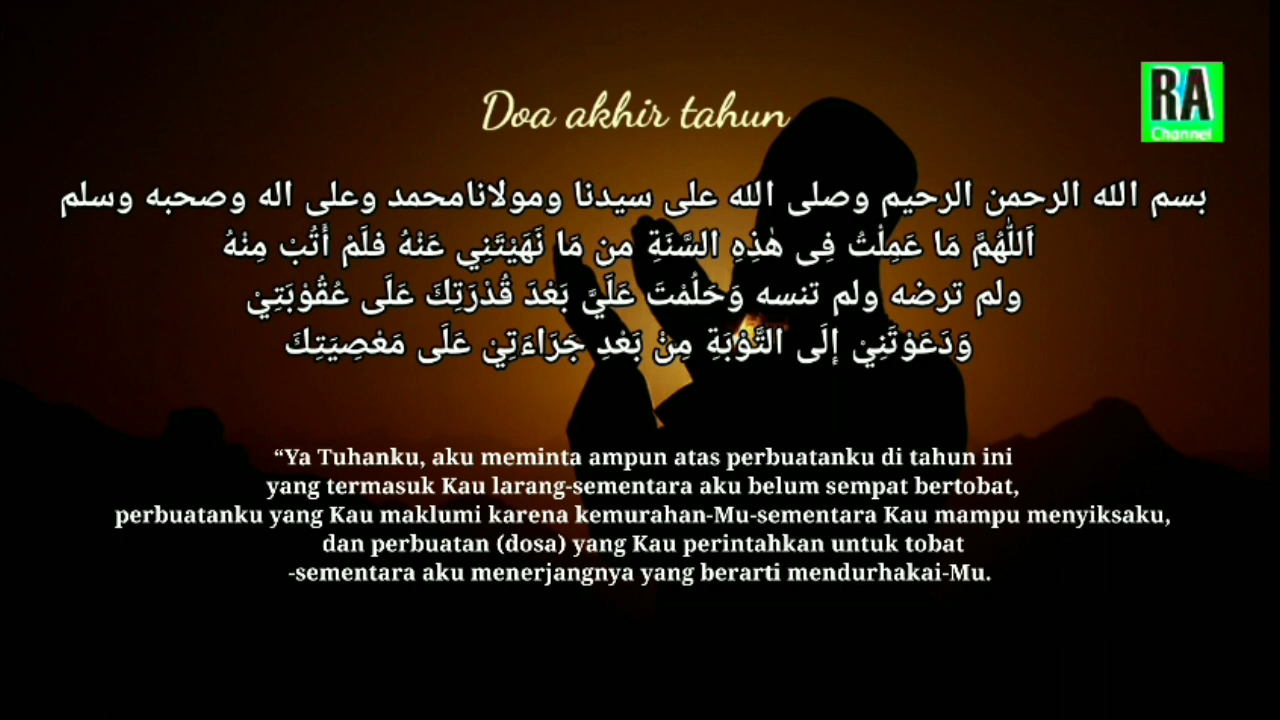 Doa akhir tahun
RA
Channel
بسم الله الرحمن الرحيم وصلى الله على سيدنا ومولانامحمد وعلى اله وصحبه وسلم
اَللّٰهُمَّ مَا عَمِلْتُ فِى هٰذِهِ السَّنَةِ من مَا نَهَيْتَنِي عَنْهُ فلَمْ أَتُبْ مِنْهُ
ولم ترضه ولم تنسه وَحَلُمْتَ عَلَيَّ بَعْدَ قُدْرَتِكَ عَلَى عُقُوْبَتِيْ
وَدَعَوْتَنِيْ إِلَى التَّوْبَةِ مِنْ بَعْدِ جَرَاءَتِيْ عَلَى مَعْصِيَتِكَ
“Ya Tuhanku, aku meminta ampun atas perbuatanku di tahun ini
yang termasuk Kau larang-sementara aku belum sempat bertobat,
perbuatanku yang Kau maklumi karena kemurahan-Mu-sementara Kau mampu menyiksaku,
dan perbuatan (dosa) yang Kau perintahkan untuk tobat
-sementara aku menerjangnya yang berarti mendurhakai-Mu.